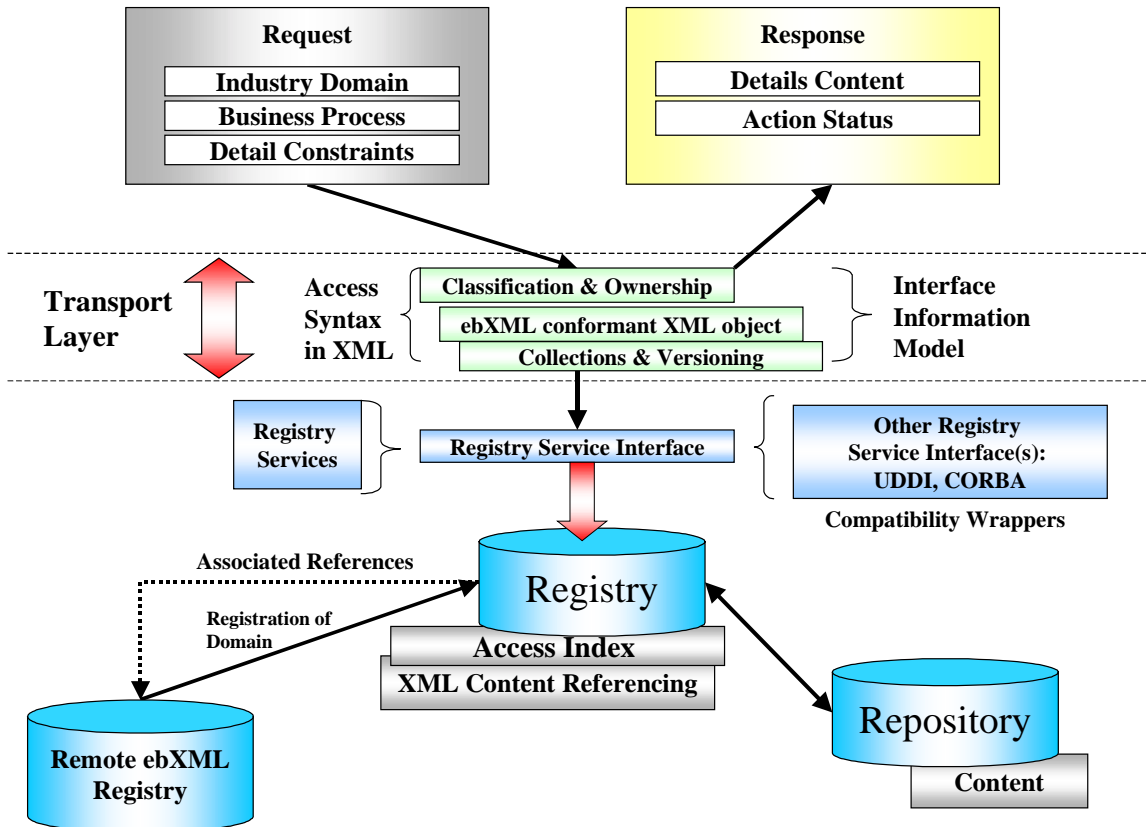 Request
Industry Domain
Business Process
Detail Constraints
Response
Details Content
Action Status
Transport
Layer
Access
Syntax
in XML
Classification & Ownership
ebXML conformant XML object
Collections & Versioning
Interface
Information
Model
Registry
Services
Registry Service Interface
Other Registry
Service Interface(s):
UDDI, CORBA
Compatibility Wrappers
Associated References
Registration of
Domain
Registry
Access Index
XML Content Referencing
Remote ebXML
Registry
Repository
Content